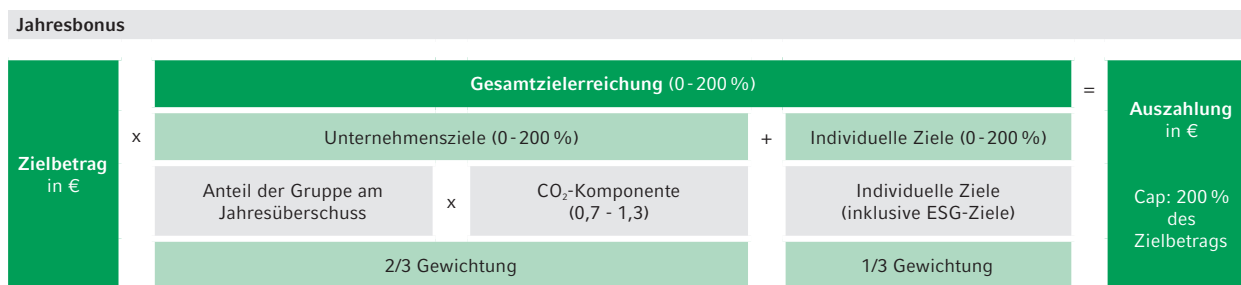 Jahresbonus
Zielbetrag
in €
x
Gesamtzielerreichung (0-200 %)
Unternehmensziele (0-200 %)
+
Individuelle Ziele (0-200 %)
Anteil der Gruppe am
Jahresüberschuss
x
CO₂-Komponente
(0,7 - 1,3)
Individuelle Ziele
(inklusive ESG-Ziele)
2/3 Gewichtung
1/3 Gewichtung
=
Auszahlung
in €
Cap: 200 %
des
Zielbetrags